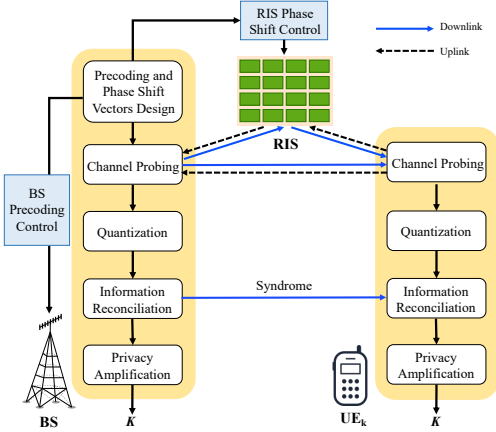 RIS Phase
Shift Control
Downlink
Uplink
Precoding and
Phase Shift
Vectors Design
RIS
Channel Probing
Channel Probing
BS
Precoding
Control
Quantization
Quantization
Information
Reconciliation
Syndrome
Information
Reconciliation
Privacy
Amplification
Privacy
Amplification
BS
K
UEk
K